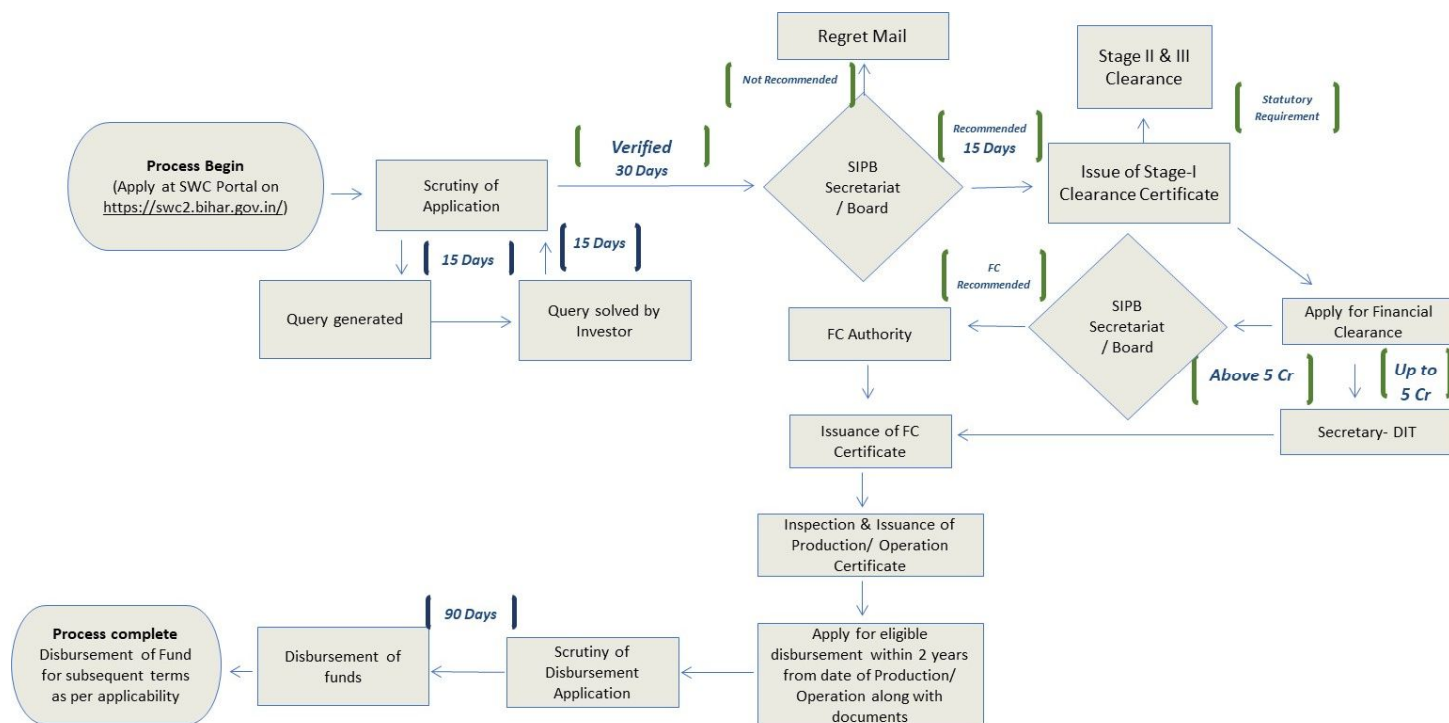 Regret Mail
Stage II & III
Clearance
Not Recommended
Statutory
Requirement
Process Begin
(Apply at SWC Portal on
https://swc2.bihar.gov.in/)
Scrutiny of
Application
Verified
30 Days
SIPB
Secretariat
/ Board
Recommended
15 Days
Issue of Stage-I
Clearance Certificate
15 Days
15 Days
Query generated
Query solved by
Investor
FC Authority
FC
Recommended
SIPB
Secretariat
/ Board
Apply for Financial
Clearance
Above 5 Cr
Up to
5 Cr
Issuance of FC
Certificate
Secretary- DIT
Inspection & Issuance of
Production/ Operation
Certificate
Process complete
Disbursement of Fund
for subsequent terms
as per applicability
Disbursement of
funds
90 Days
Scrutiny of
Disbursement
Application
Apply for eligible
disbursement within 2 years
from date of Production/
Operation along with
documents